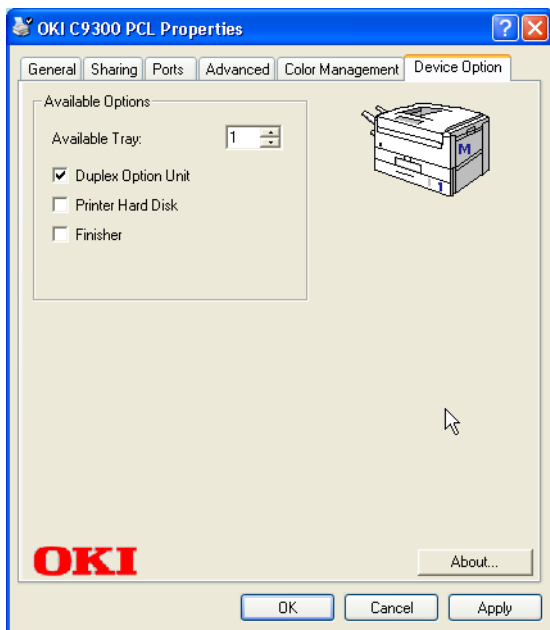 OKI C9300 PCL Properties
General Sharing Ports Advanced Color Management Device Option
Available Options
Available Tray: 1
Duplex Option Unit
Printer Hard Disk
Finisher
M
1
OKI
About...
OK Cancel Apply